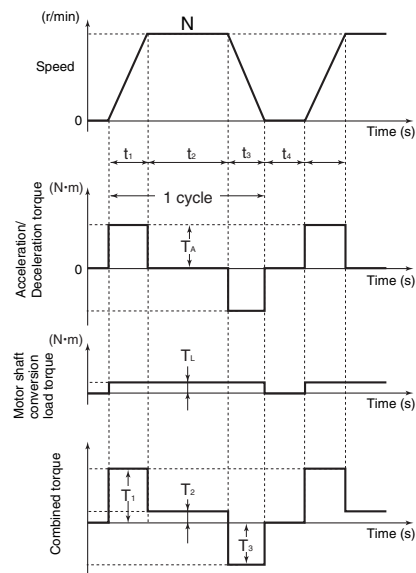 (r/min)
N
Speed
0
Time (s)
t₁ t₂ t₃ t₄
(N•m)
1 cycle
Acceleration/
Deceleration torque
TA
0
Time (s)
(N•m)
Motor shaft
conversion
load torque
TL
Time (s)
Combined torque
T₁
T₂
T₃
Time (s)